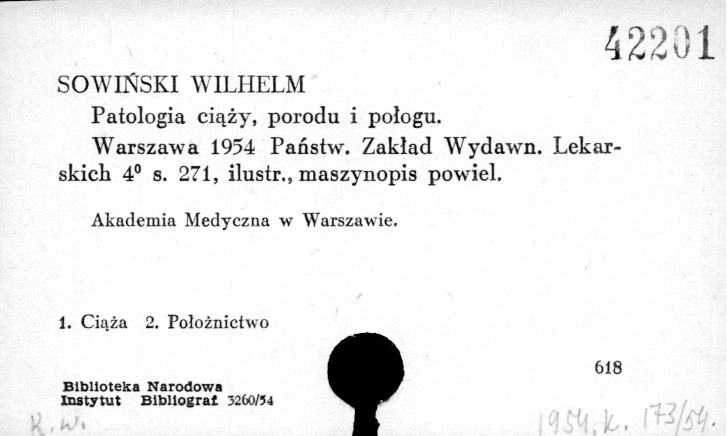 42201
SOWIŃSKI WILHELM
Patologia ciąży, porodu i połogu.
Warszawa 1954 Państw. Zakład Wydawn. Lekar-
skich 4⁰ s. 271, ilustr., maszynopis powiel.
Akademia Medyczna w Warszawie.
1. Ciąża 2. Położnictwo
618
Biblioteka Narodowa
Instytut Bibliograf. 3260/54
K. W.
1954. K. 173/54.